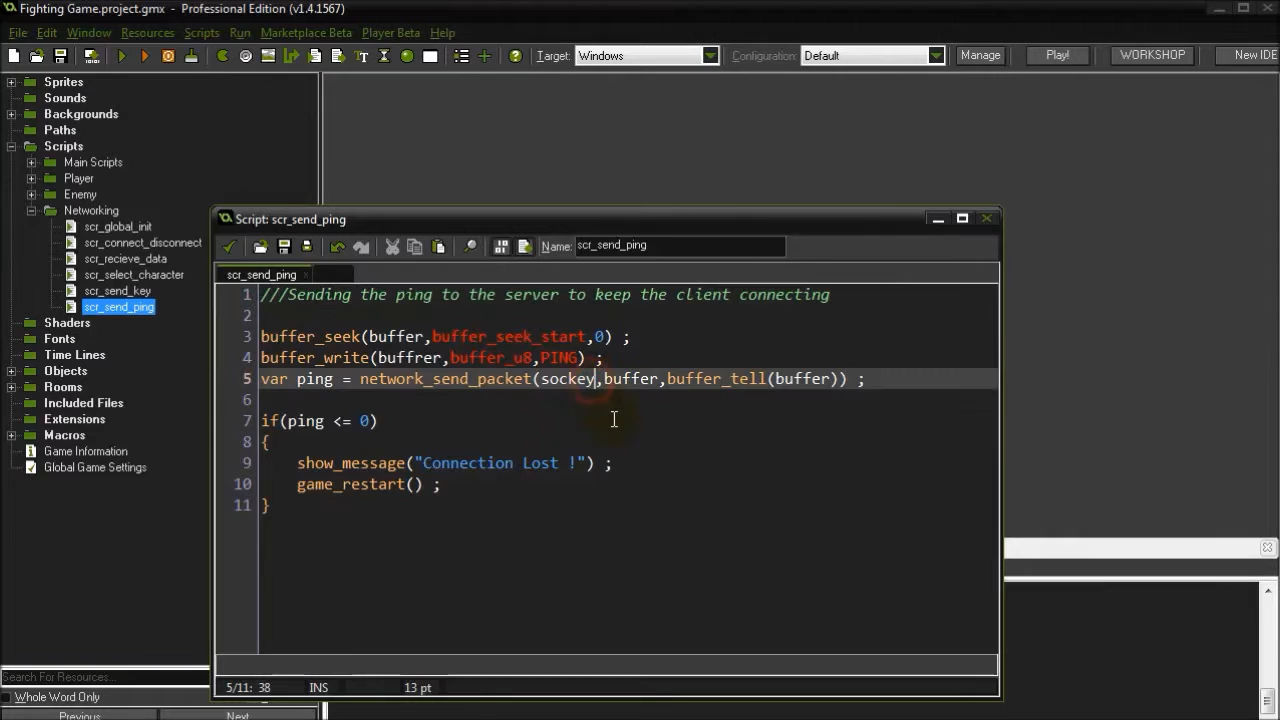 Fighting Game.project.gmx - Professional Edition (v1.4.1567)
File Edit Window Resources Scripts Run Marketplace Beta Player Beta Help
Target: Windows Configuration: Default Manage Play! WORKSHOP New IDE
Sprites
Sounds
Backgrounds
Paths
Scripts
Main Scripts
Player
Enemy
Networking
scr_global_init
scr_connect_disconnect
scr_recieve_data
scr_select_character
scr_send_key
scr_send_ping
Shaders
Fonts
Time Lines
Objects
Rooms
Included Files
Extensions
Macros
Game Information
Global Game Settings
Search For Resources...
Whole Word Only
Previous Next
Script: scr_send_ping
Name: scr_send_ping
scr_send_ping
1 ///Sending the ping to the server to keep the client connecting
2
3 buffer_seek(buffer,buffer_seek_start,0) ;
4 buffer_write(buffrer,buffer_u8,PING) ;
5 var ping = network_send_packet(sockey,buffer,buffer_tell(buffer)) ;
6
7 if(ping <= 0)
8 {
9 show_message("Connection Lost !") ;
10 game_restart() ;
11 }
5/11: 38 INS 13 pt